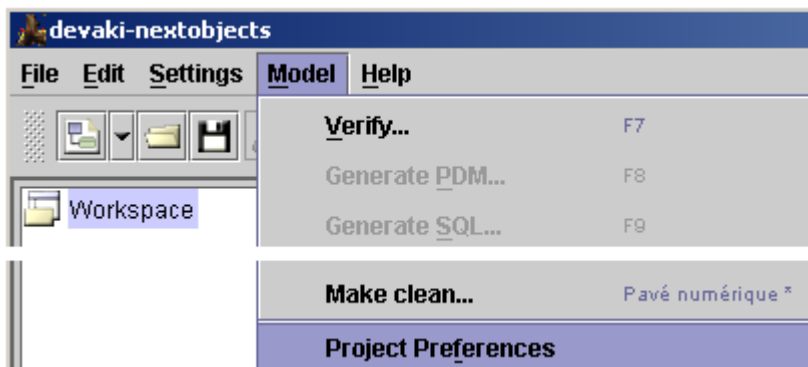 devaki-nextobjects
File Edit Settings Model Help
Verify... F7
Generate PDM... F8
Workspace
Generate SQL... F9
Make clean... Pavé numérique *
Project Preferences